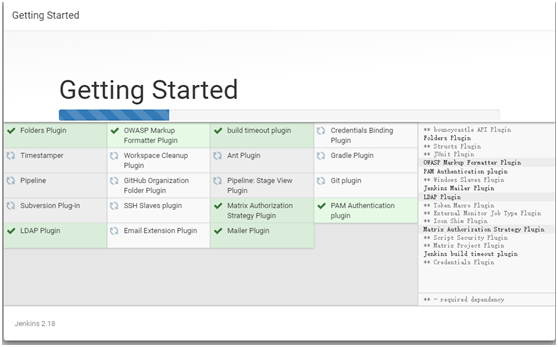 Getting Started
Getting Started
Folders Plugin
OWASP Markup
Formatter Plugin
build timeout plugin
Credentials Binding
Plugin
Timestamper
Workspace Cleanup
Plugin
Ant Plugin
Gradle Plugin
Pipeline
GitHub Organization
Folder Plugin
Pipeline: Stage View
Plugin
Git plugin
Subversion Plug-in
SSH Slaves plugin
Matrix Authorization
Strategy Plugin
PAM Authentication
plugin
LDAP Plugin
Email Extension Plugin
Mailer Plugin
** bouncycastle API Plugin
Folders Plugin
** Structs Plugin
** JUnit Plugin
OWASP Markup Formatter Plugin
PAM Authentication plugin
** Windows Slaves Plugin
Jenkins Mailer Plugin
LDAP Plugin
** Token Macro Plugin
** External Monitor Job Type Plugin
** Icon Shim Plugin
Matrix Authorization Strategy Plugin
** Script Security Plugin
** Matrix Project Plugin
Jenkins build timeout plugin
** Credentials Plugin
** - required dependency
Jenkins 2.18